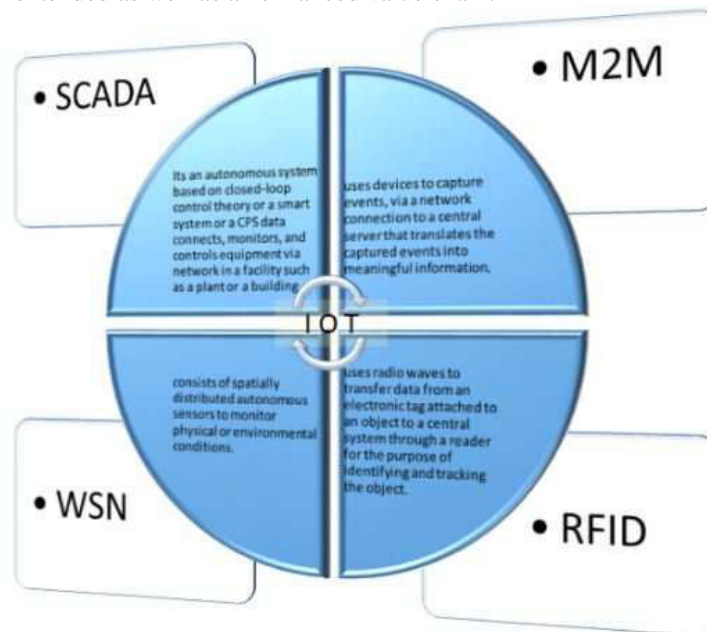 • SCADA
Its an autonomous system
based on closed-loop
control theory or a smart
system or a CPS data
connects, monitors, and
controls equipment via
network in a facility such
as a plant or a building
• M2M
uses devices to capture
events, via a network
connection to a central
server that translates the
captured events into
meaningful information.
IOT
consists of spatially
distributed autonomous
sensors to monitor
physical or environmental
conditions.
• WSN
uses radio waves to
transfer data from an
electronic tag attached to
an object to a central
system through a reader
for the purpose of
identifying and tracking
the object.
• RFID